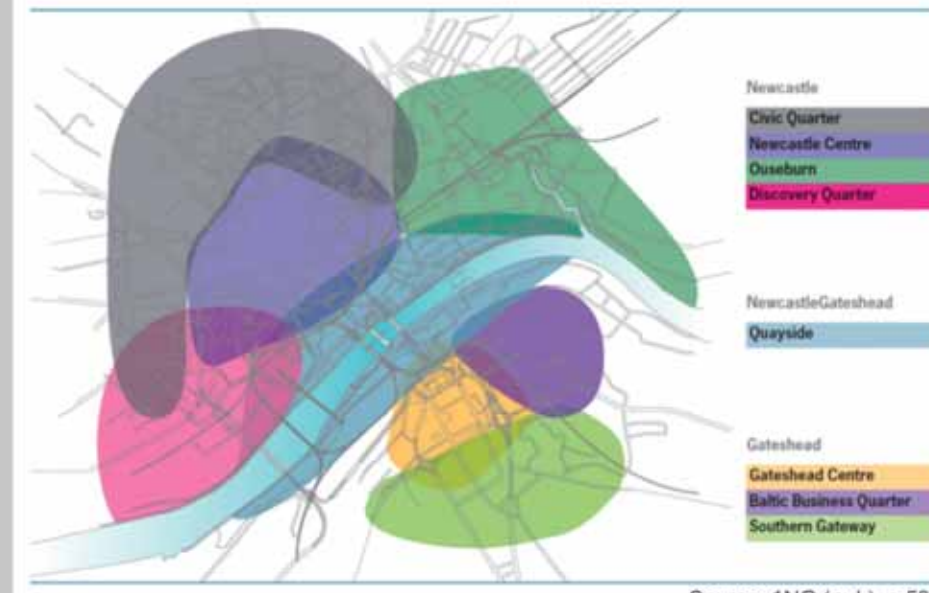 Newcastle
Civic Quarter
Newcastle Centre
Ouseburn
Discovery Quarter
NewcastleGateshead
Quayside
Gateshead
Gateshead Centre
Baltic Business Quarter
Southern Gateway